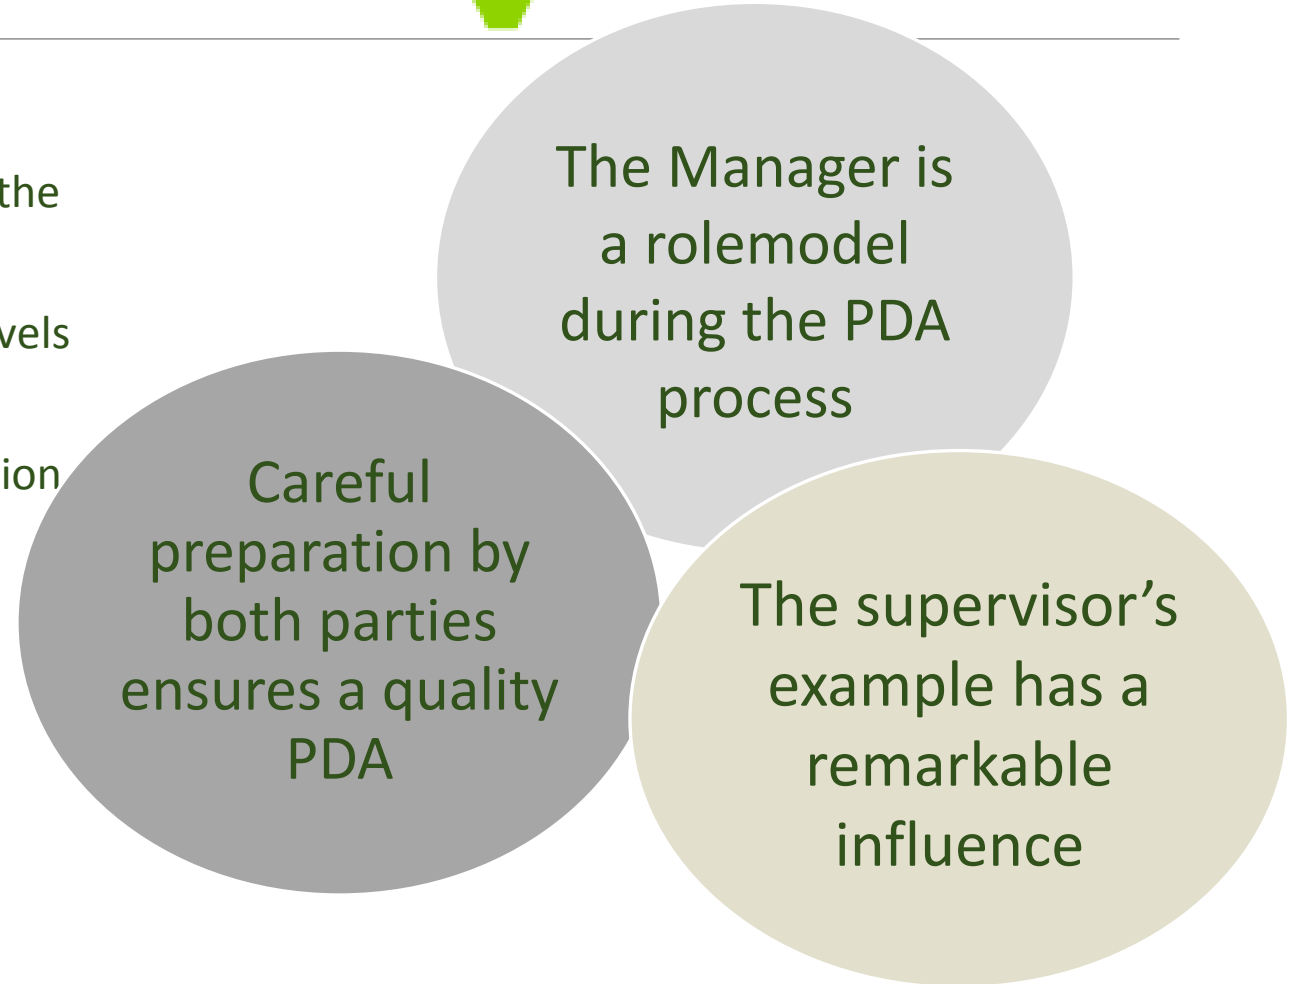 the
vels
ion
The Manager is
a rolemodel
during the PDA
process
Careful
preparation by
both parties
ensures a quality
PDA
The supervisor’s
example has a
remarkable
influence